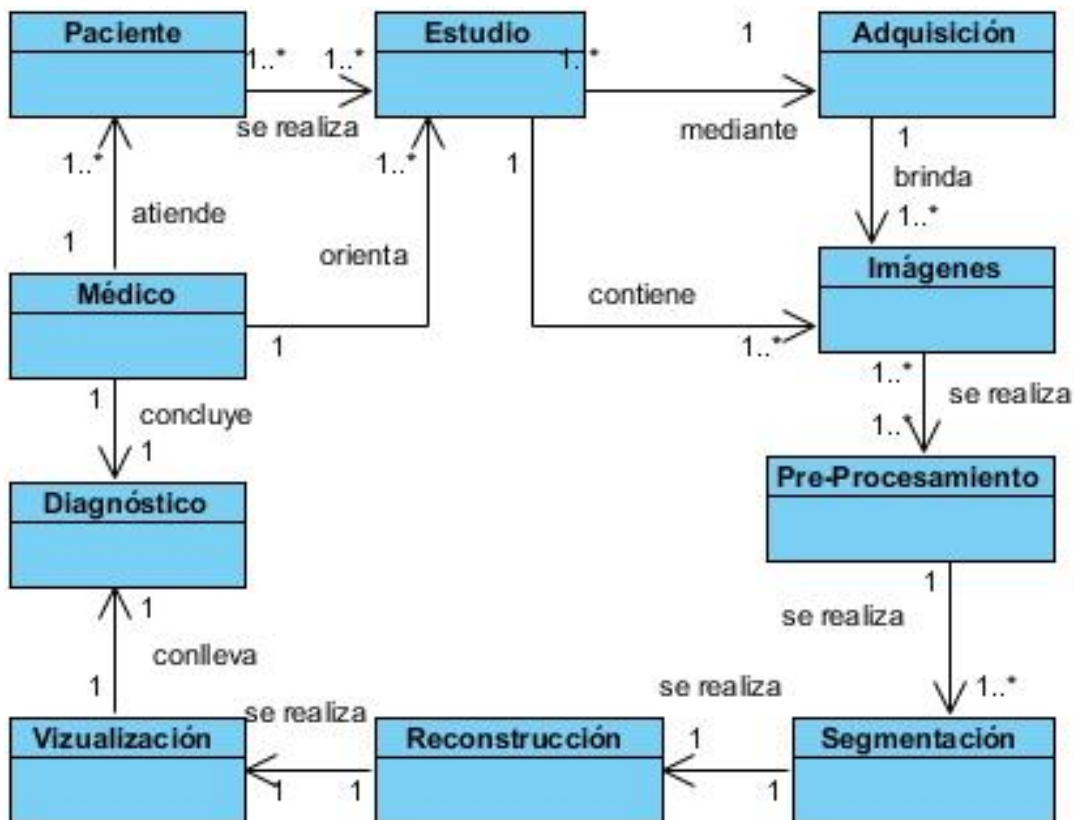 Paciente
Estudio
Adquisición
1..*
1..*
se realiza
1..*
1
mediante
1..*
atiende
1
1..*
orienta
1
1
contiene
1..*
1
brinda
1..*
Médico
Imágenes
1
concluye
1
1..*
se realiza
1..*
Diagnóstico
Pre-Procesamiento
1
conlleva
1
1
se realiza
1..*
Vizualización
se realiza
1
1
Reconstrucción
se realiza
1
1
Segmentación